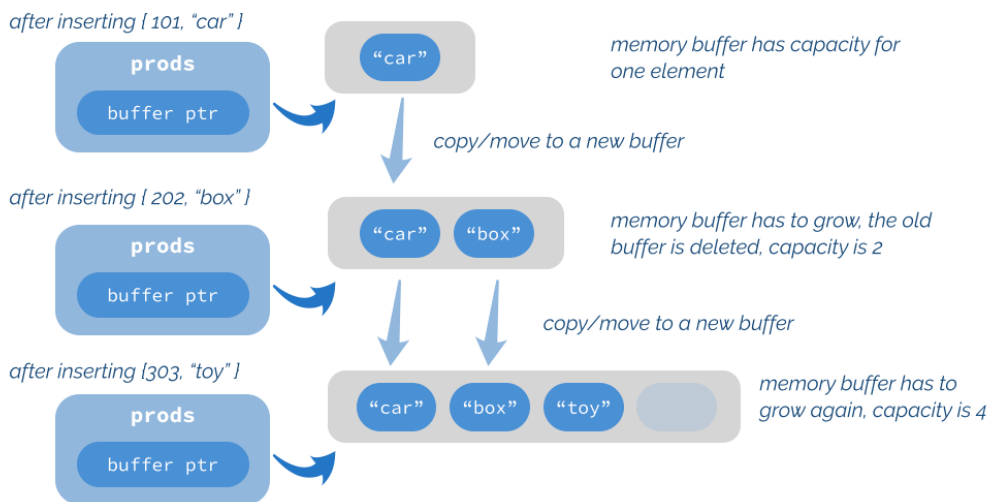 after inserting { 101, “car” }
prods
buffer ptr
“car”
memory buffer has capacity for
one element
copy/move to a new buffer
after inserting { 202, “box” }
prods
buffer ptr
“car”
“box”
memory buffer has to grow, the old
buffer is deleted, capacity is 2
copy/move to a new buffer
after inserting {303, “toy” }
prods
buffer ptr
“car”
“box”
“toy”
memory buffer has to
grow again, capacity is 4